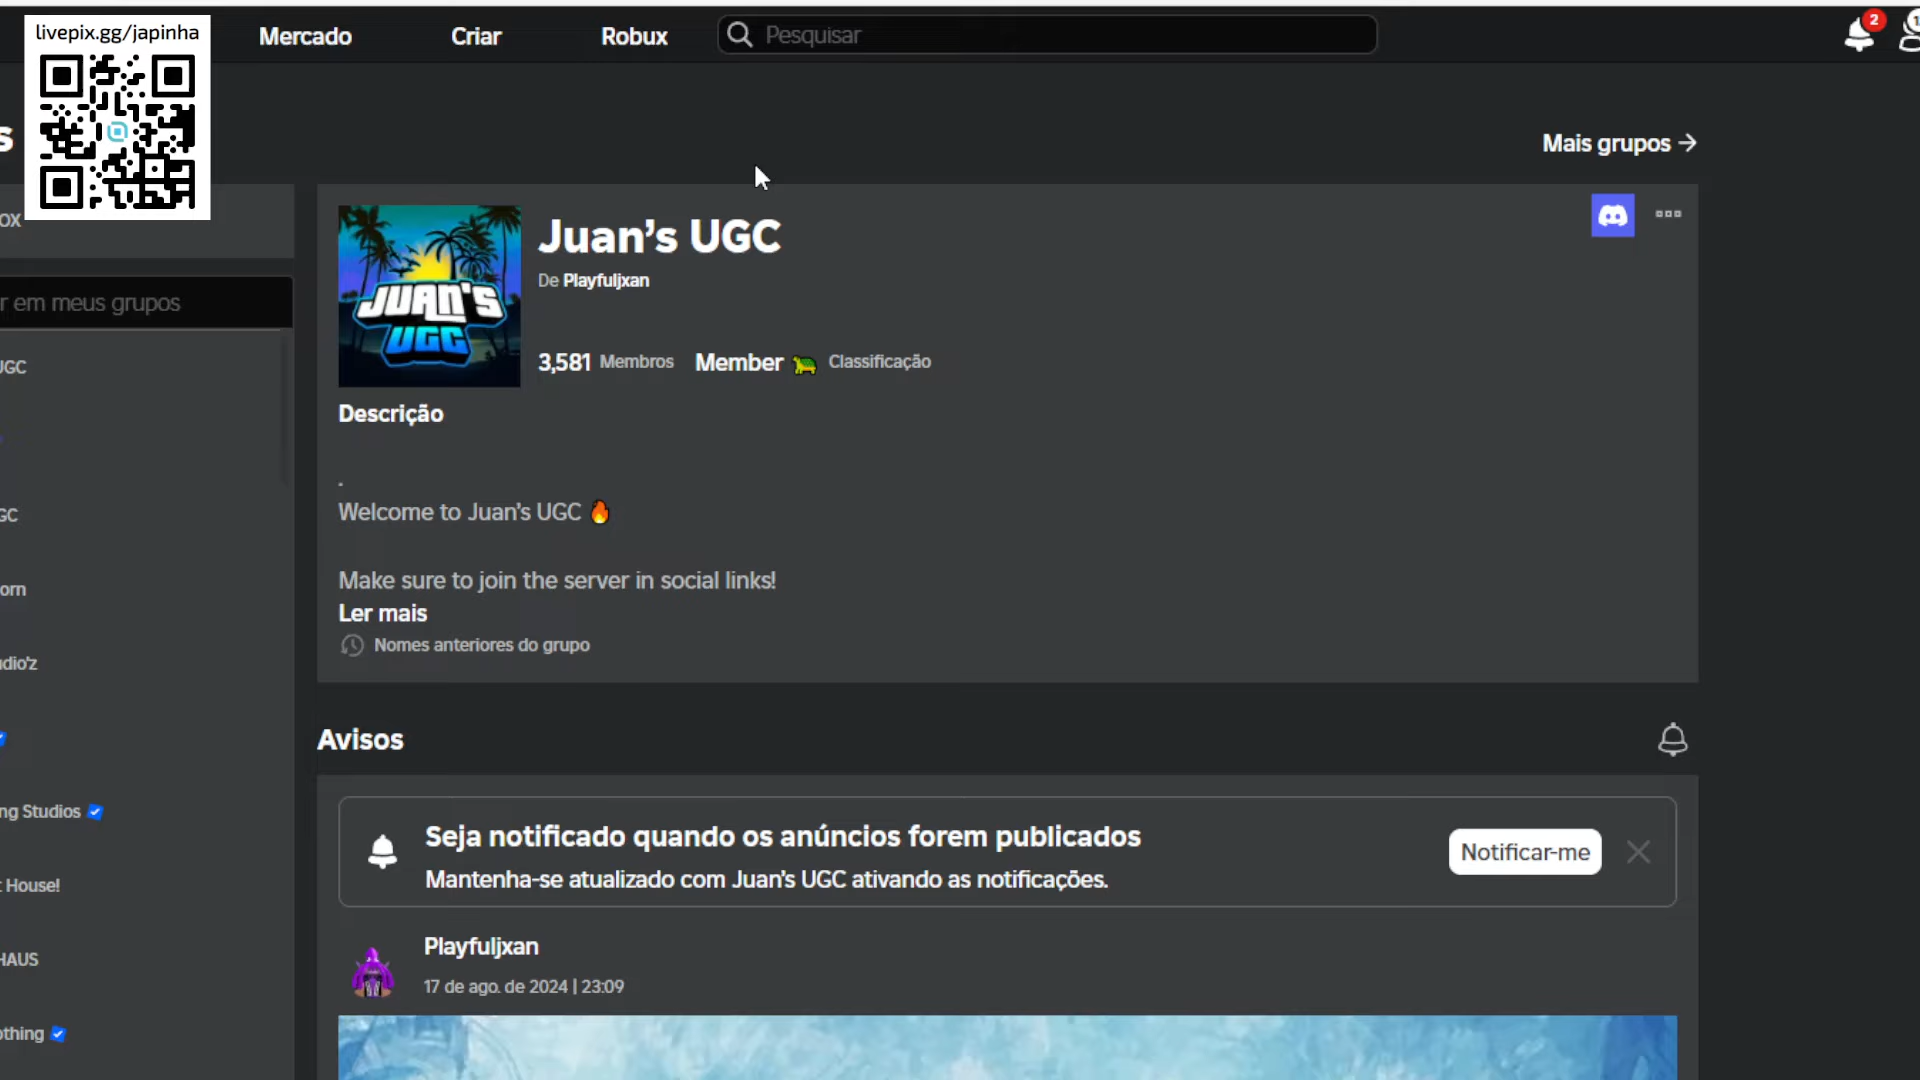 livepix.gg/japinha
Mercado
Criar
Robux
Pesquisar
2
Mais grupos
s
OX
r em meus grupos
UGC
GC
orn
udio'z
ng Studios
t House!
HAUS
othing
JUAN'S
UGC
Juan's UGC
De Playfuljxan
3,581 Membros
Member 🐢 Classificação
Descrição
.
Welcome to Juan's UGC 🔥
Make sure to join the server in social links!
Ler mais
Nomes anteriores do grupo
Avisos
Seja notificado quando os anúncios forem publicados
Mantenha-se atualizado com Juan's UGC ativando as notificações.
Notificar-me
Playfuljxan
17 de ago. de 2024 | 23:09